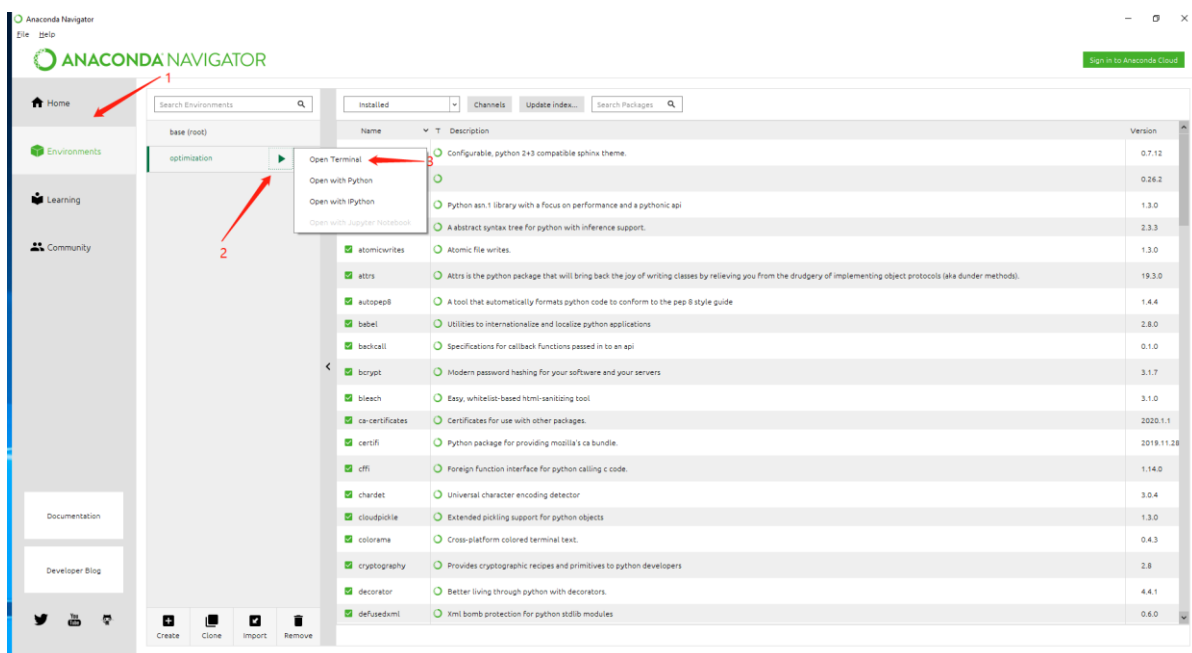 Anaconda Navigator
File Help
ANACONDA NAVIGATOR
Sign in to Anaconda Cloud
1
Home
Environments
Learning
Community
Documentation
Developer Blog
You Tube
Search Environments
base (root)
optimization
2
Open Terminal
3
Open with Python
Open with IPython
Open with Jupyter Notebook
Create Clone Import Remove
Installed Channels Update index... Search Packages
Name T Description Version
Configurable, python 2+3 compatible sphinx theme. 0.7.12
0.26.2
Python asn.1 library with a focus on performance and a pythonic api 1.3.0
A abstract syntax tree for python with inference support. 2.3.3
atomicwrites Atomic file writes. 1.3.0
attrs Attrs is the python package that will bring back the joy of writing classes by relieving you from the drudgery of implementing object protocols (aka dunder methods). 19.3.0
autopep8 A tool that automatically formats python code to conform to the pep 8 style guide 1.4.4
babel Utilities to internationalize and localize python applications 2.8.0
backcall Specifications for callback functions passed in to an api 0.1.0
bcrypt Modern password hashing for your software and your servers 3.1.7
bleach Easy, whitelist-based html-sanitizing tool 3.1.0
ca-certificates Certificates for use with other packages. 2020.1.1
certifi Python package for providing mozilla's ca bundle. 2019.11.28
cffi Foreign function interface for python calling c code. 1.14.0
chardet Universal character encoding detector 3.0.4
cloudpickle Extended pickling support for python objects 1.3.0
colorama Cross-platform colored terminal text. 0.4.3
cryptography Provides cryptographic recipes and primitives to python developers 2.8
decorator Better living through python with decorators. 4.4.1
defusedxml Xml bomb protection for python stdlib modules 0.6.0